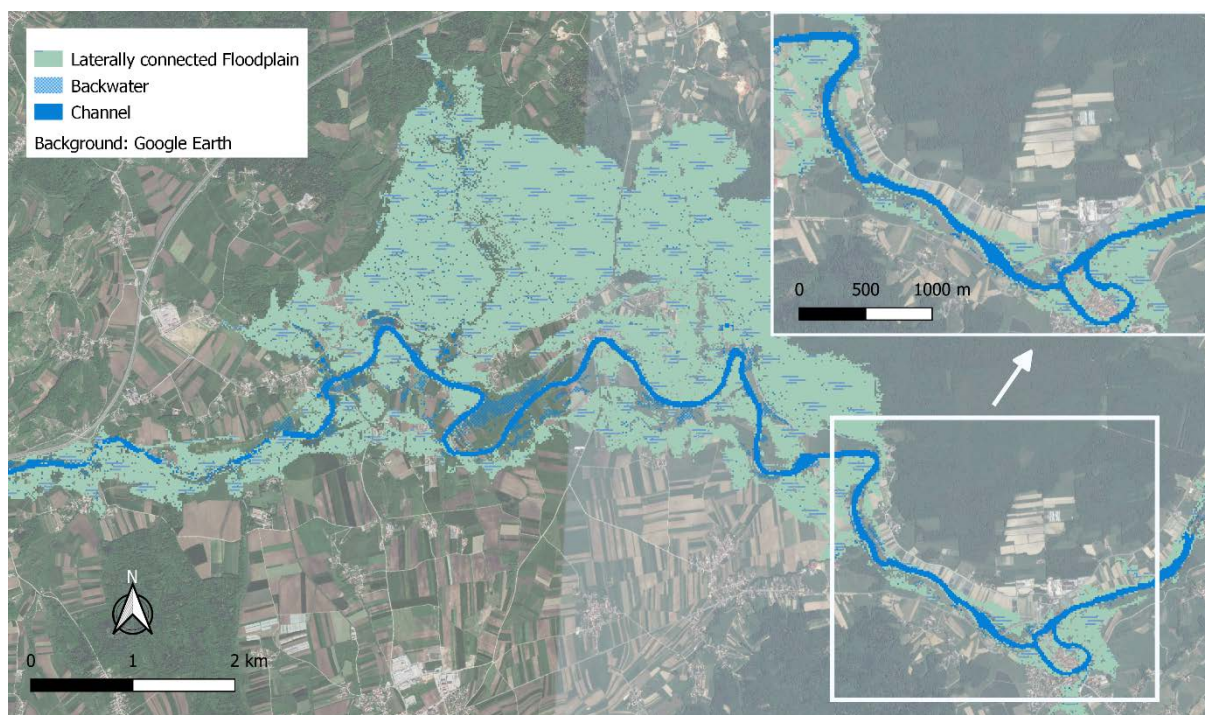 Laterally connected Floodplain
Backwater
Channel
Background: Google Earth
0 500 1000 m
N
0 1 2 km